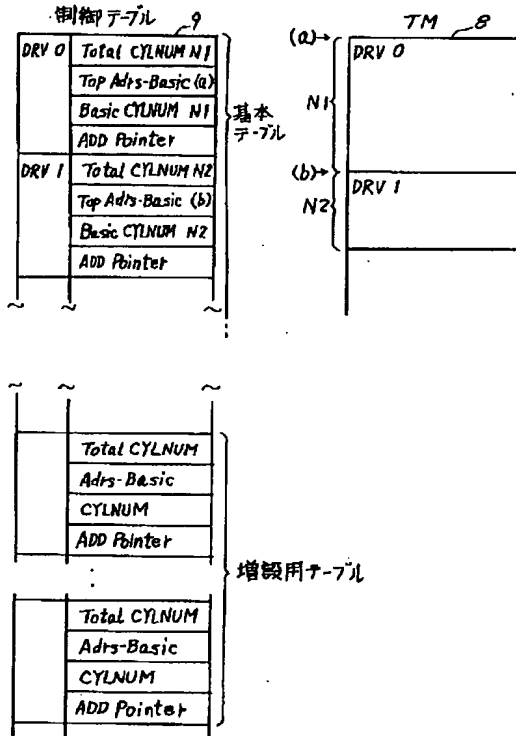 制御テーブル 9
DRV 0
Total CYLNUM N1
Top Adrs-Basic (a)
Basic CYLNUM N1
ADD Pointer
DRV 1
Total CYLNUM N2
Top Adrs-Basic (b)
Basic CYLNUM N2
ADD Pointer
基本
テーブル
TM 8
(a)
DRV 0
N1
(b)
DRV 1
N2
Total CYLNUM
Adrs-Basic
CYLNUM
ADD Pointer
Total CYLNUM
Adrs-Basic
CYLNUM
ADD Pointer
増設用テーブル